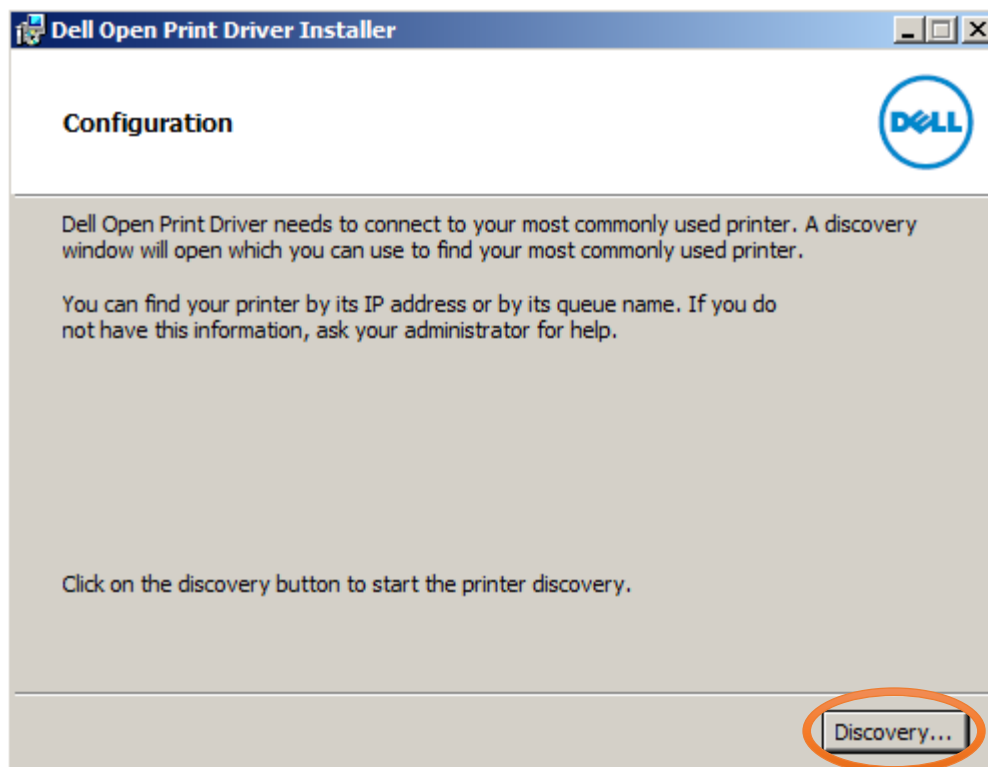 Dell Open Print Driver Installer
Configuration
DELL
Dell Open Print Driver needs to connect to your most commonly used printer. A discovery
window will open which you can use to find your most commonly used printer.
You can find your printer by its IP address or by its queue name. If you do
not have this information, ask your administrator for help.
Click on the discovery button to start the printer discovery.
Discovery...